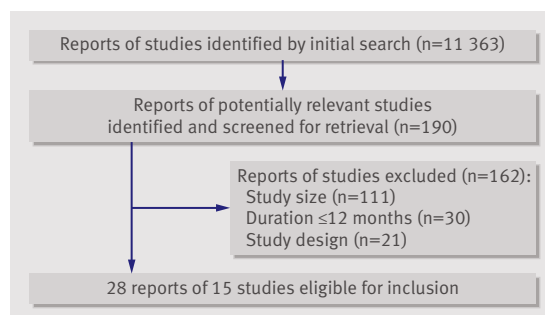 Reports of studies identified by initial search (n=11 363)
Reports of potentially relevant studies
identified and screened for retrieval (n=190)
Reports of studies excluded (n=162):
Study size (n=111)
Duration ≤12 months (n=30)
Study design (n=21)
28 reports of 15 studies eligible for inclusion